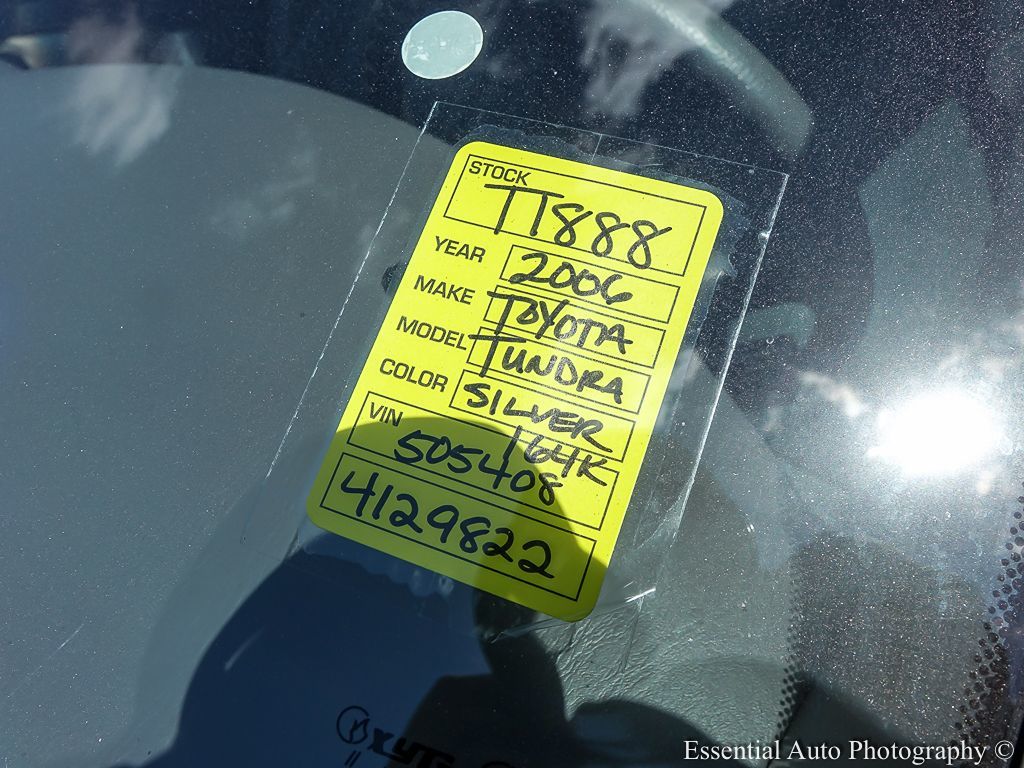 STOCK
TT888
YEAR 2006
MAKE TOYOTA
MODEL TUNDRA
COLOR SILVER
164K
VIN
505408
4129822
Essential Auto Photography ©